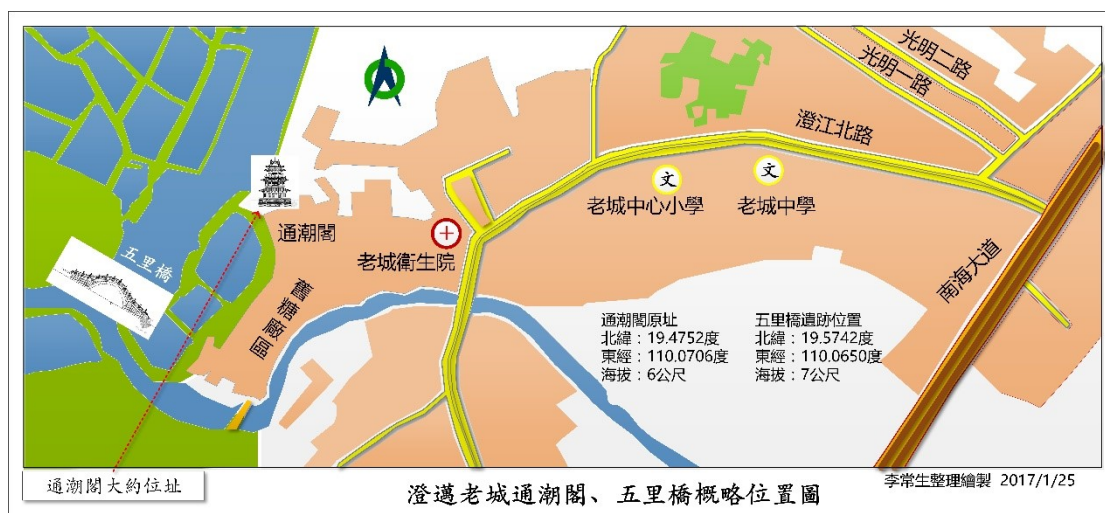 光明二路
光明一路
澄江北路
文
文
老城中心小學
老城中學
通潮閣
老城衛生院
五里橋
舊糖廠區
南海大道
通潮閣原址
北緯：19.4752度
東經：110.0706度
海拔：6公尺
五里橋遺跡位置
北緯：19.5742度
東經：110.0650度
海拔：7公尺
通潮閣大約位址
澄邁老城通潮閣、五里橋概略位置圖
李常生整理繪製 2017/1/25